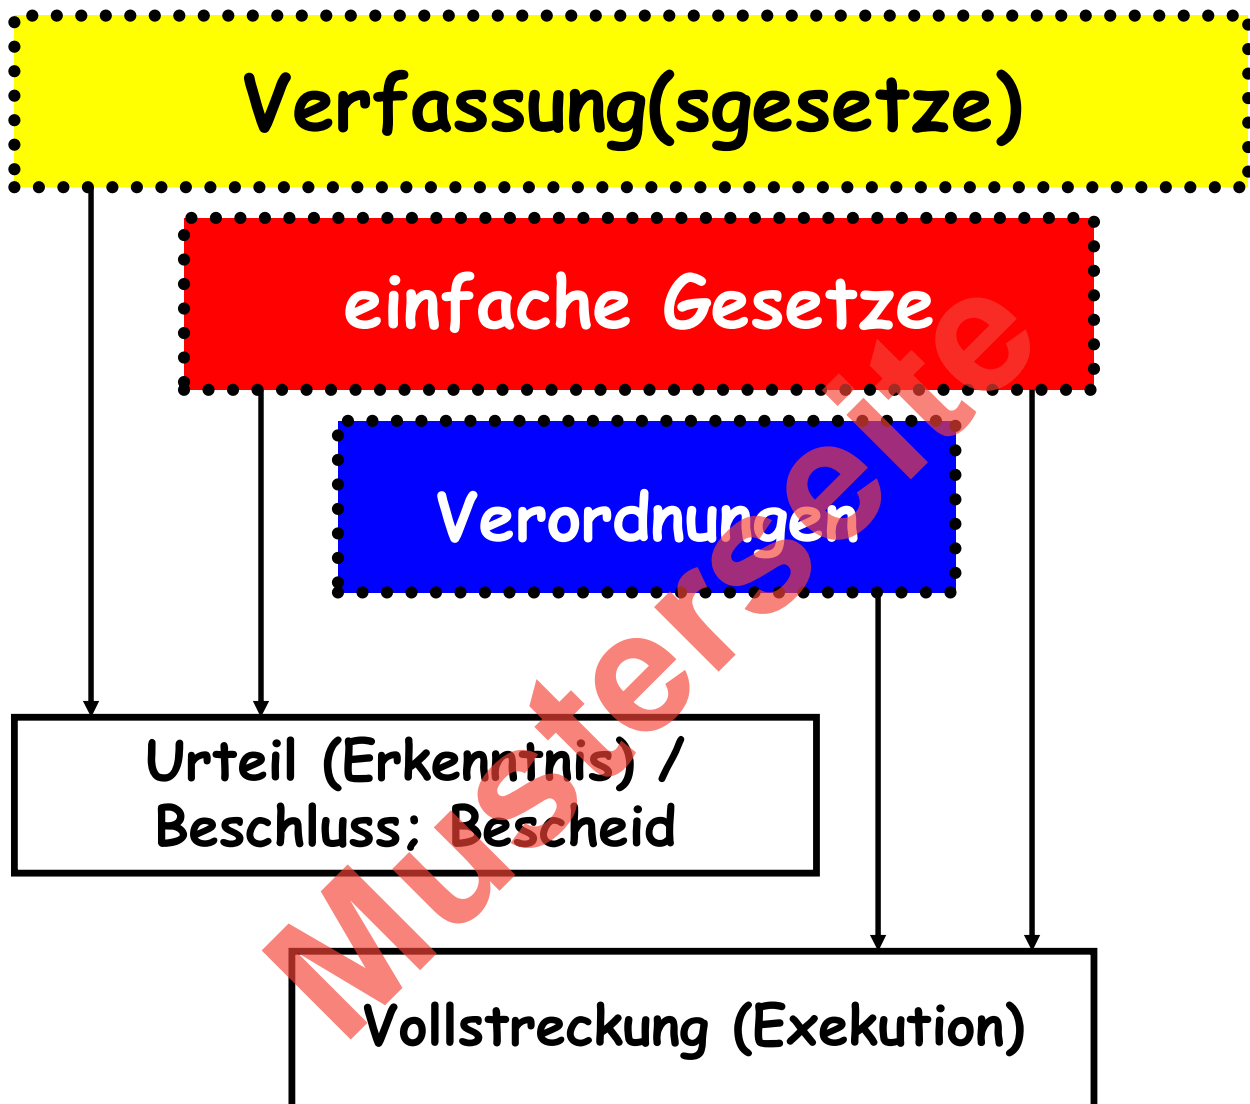 Verfassung(sgesetze)
einfache Gesetze
Verordnungen
Urteil (Erkenntnis) /
Beschluss; Bescheid
Vollstreckung (Exekution)
Musterseite